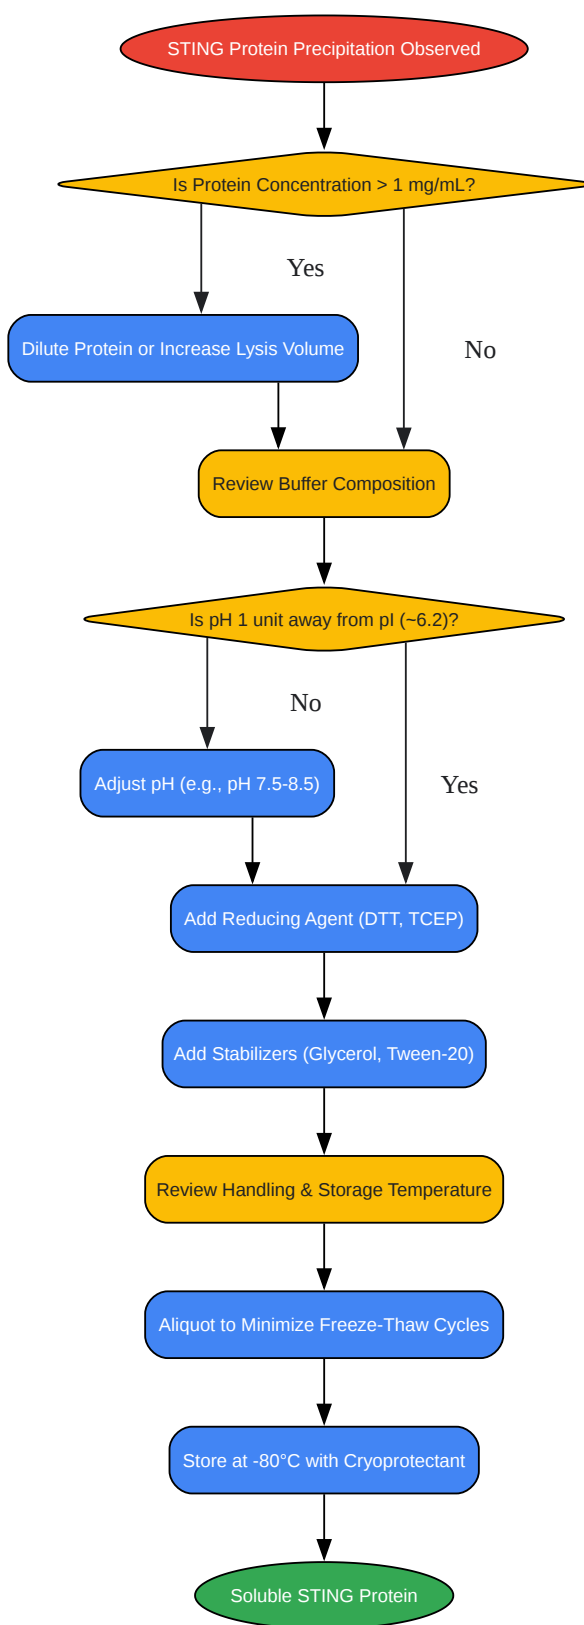 STING Protein Precipitation Observed
Is Protein Concentration > 1 mg/mL?
Yes
Dilute Protein or Increase Lysis Volume
No
Review Buffer Composition
Is pH 1 unit away from pI (~6.2)?
No
Adjust pH (e.g., pH 7.5-8.5)
Yes
Add Reducing Agent (DTT, TCEP)
Add Stabilizers (Glycerol, Tween-20)
Review Handling & Storage Temperature
Aliquot to Minimize Freeze-Thaw Cycles
Store at -80°C with Cryoprotectant
Soluble STING Protein